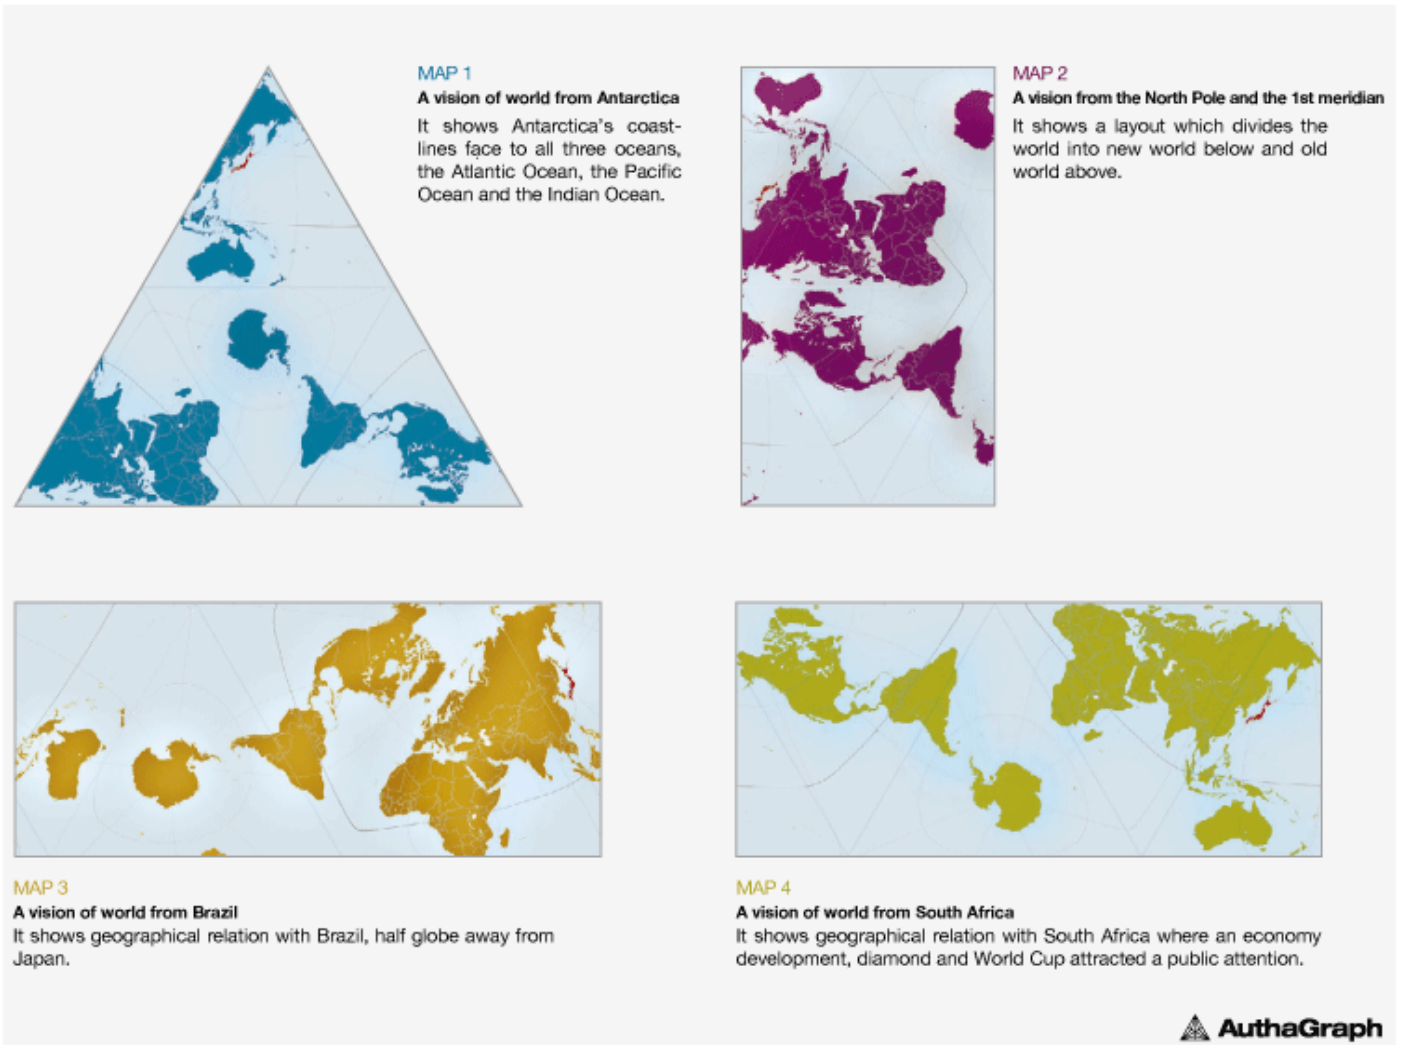 MAP 1
A vision of world from Antarctica
It shows Antarctica's coast-
lines face to all three oceans,
the Atlantic Ocean, the Pacific
Ocean and the Indian Ocean.
MAP 2
A vision from the North Pole and the 1st meridian
It shows a layout which divides the
world into new world below and old
world above.
MAP 3
A vision of world from Brazil
It shows geographical relation with Brazil, half globe away from
Japan.
MAP 4
A vision of world from South Africa
It shows geographical relation with South Africa where an economy
development, diamond and World Cup attracted a public attention.
AuthaGraph